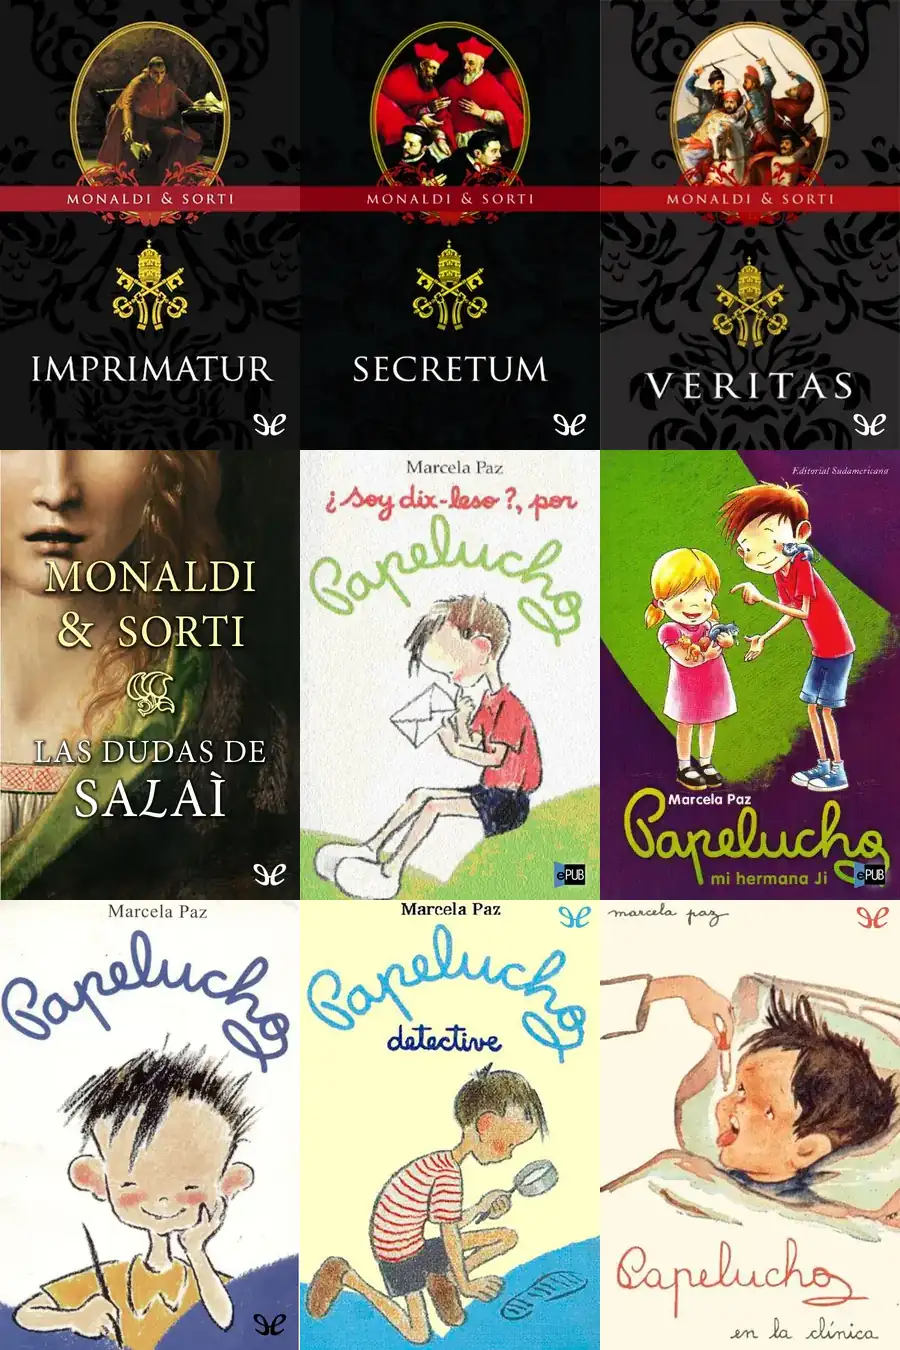 MONALDI & SORTI
IMPRIMATUR
MONALDI & SORTI
SECRETUM
MONALDI & SORTI
VERITAS
MONALDI
& SORTI
LAS DUDAS DE
SALAÌ
Marcela Paz
¿Soy dix-leso?, por
Papelucho
ePUB
Editorial Sudamericana
Marcela Paz
Papelucho
mi hermana Ji
ePUB
Marcela Paz
Papelucho
Marcela Paz
Papelucho
detective
marcela paz
Papelucho
en la clínica